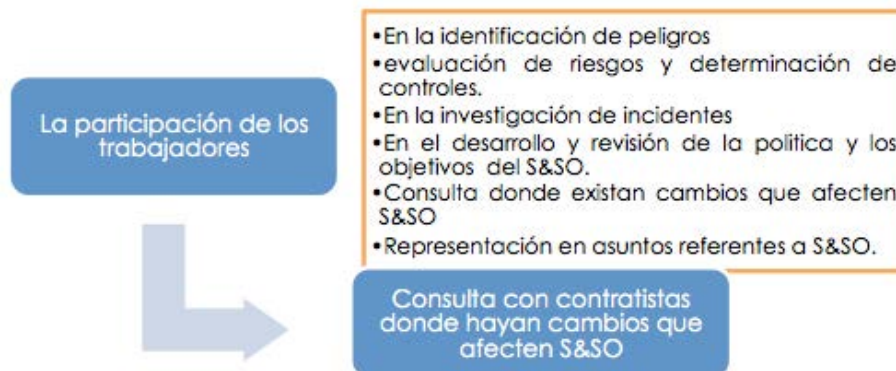 La participación de los
trabajadores
•En la identificación de peligros
•evaluación de riesgos y determinación de
controles.
•En la investigación de incidentes
•En el desarrollo y revisión de la politica y los
objetivos del S&SO.
•Consulta donde existan cambios que afecten
S&SO
•Representación en asuntos referentes a S&SO.
Consulta con contratistas
donde hayan cambios que
afecten S&SO